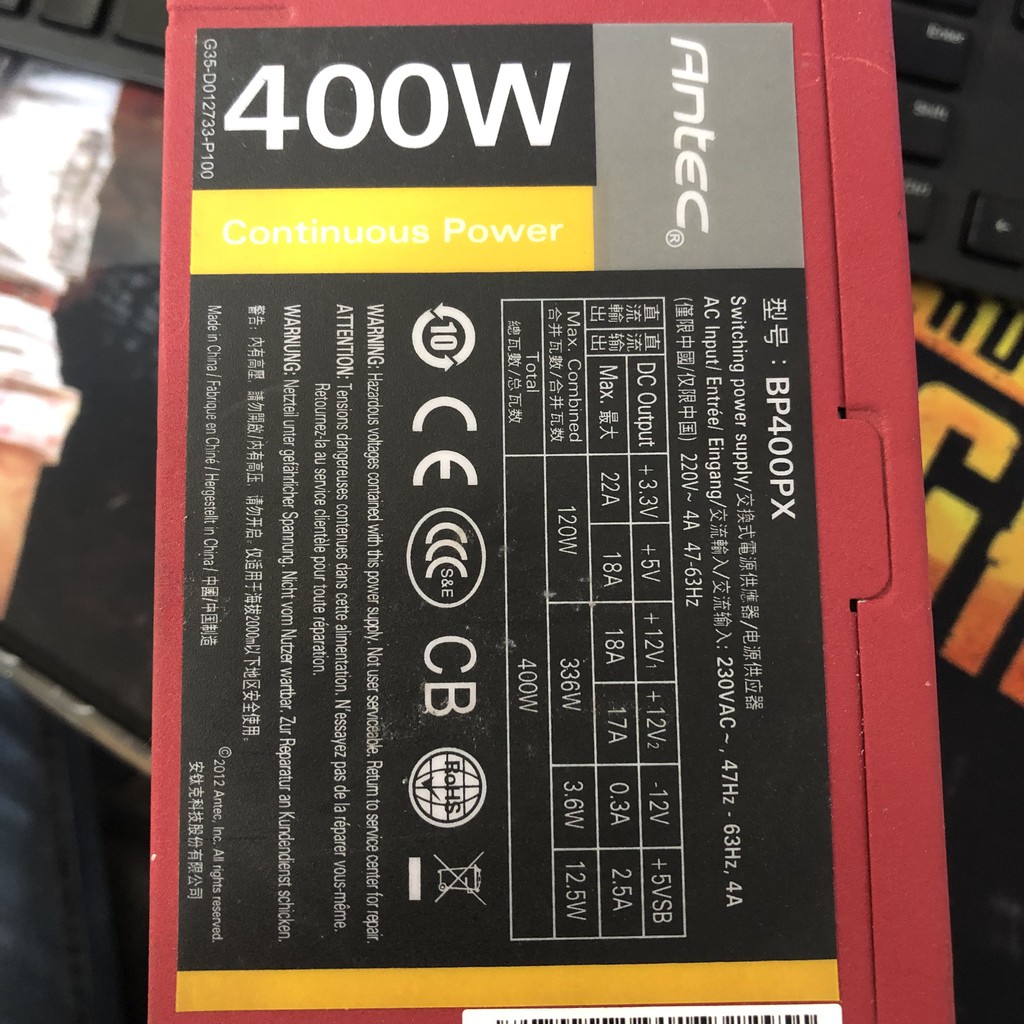 Antec®
400W
Continuous Power
G35-D012733-P100
型号：BP400PX
Switching power supply/交換式電源供應器/电源供应器
AC Input/ Entrée/ Eingang/交流輸入/交流输入: 230VAC~, 47Hz - 63Hz, 4A
(僅限中國/仅限中国) 220V~ 4A 47-63Hz
直流輸出 直流输出 DC Output +3.3V +5V +12V1 +12V2 -12V +5VSB
Max. 最大 22A 18A 18A 17A 0.3A 2.5A
Max. Combined 合并瓦數/合并瓦数 120W 336W 3.6W 12.5W
Total 總瓦數/总瓦数 400W
10 CE CCC S&E CB RoHS
WARNING: Hazardous voltages contained with this power supply. Not user serviceable. Return to service center for repair.
ATTENTION: Tensions dangereuses contenues dans cette alimentation. N'essayez pas de la réparer vous-même.
Retournez-la au service clientèle pour toute réparation.
WARNUNG: Netzteil unter gefährlicher Spannung. Nicht vom Nutzer wartbar. Zur Reparatur an Kundendienst schicken.
警告: 內有高壓, 請勿開啟/内有高压, 请勿开启. 仅适用于海拔2000m以下地区安全使用.
Made in China / Fabriqué en Chine / Hergestellt in China / 中國/中国制造
©2012 Antec, Inc. All rights reserved.
安钛克科技股份有限公司
Enter
Shift